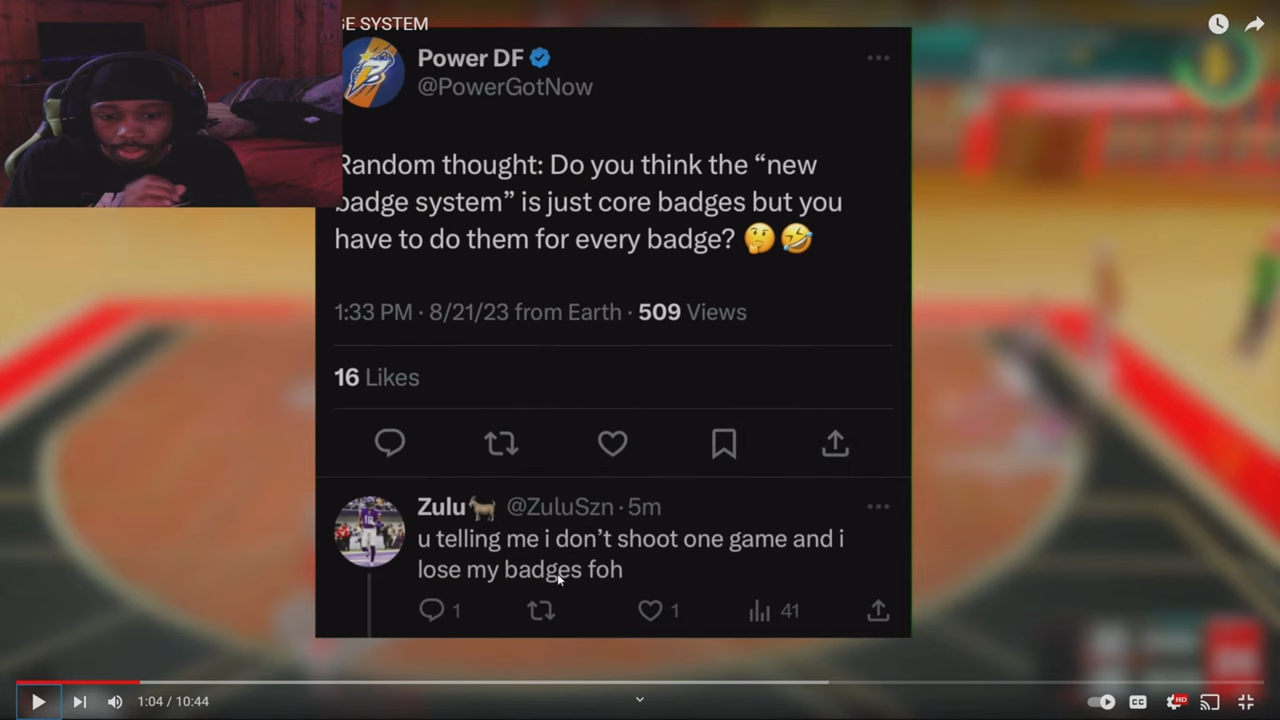 GE SYSTEM
Power DF
@PowerGotNow
Random thought: Do you think the “new
badge system” is just core badges but you
have to do them for every badge? 🤔🤣
1:33 PM · 8/21/23 from Earth · 509 Views
16 Likes
Zulu🐐 @ZuluSzn · 5m
u telling me i don’t shoot one game and i
lose my badges foh
1
1
41
1:04 / 10:44
CC
HD